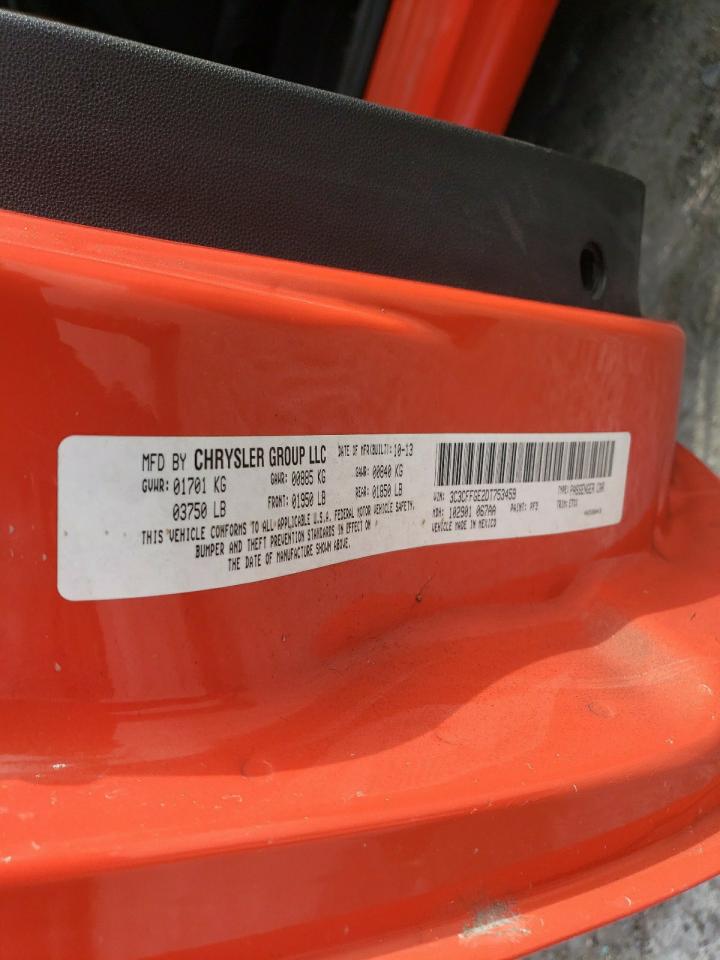 MFD BY CHRYSLER GROUP LLC DATE OF MFR(BUILT): 10-13
GVWR: 01701 KG GAWR: 00885 KG GAWR: 00840 KG
03750 LB FRONT: 01950 LB REAR: 01850 LB
THIS VEHICLE CONFORMS TO ALL APPLICABLE U.S.A. FEDERAL MOTOR VEHICLE SAFETY,
BUMPER AND THEFT PREVENTION STANDARDS IN EFFECT ON
THE DATE OF MANUFACTURE SHOWN ABOVE.
VIN: 3C3CFFGE2DT753459 TYPE: PASSENGER CAR
MDH: 102901 067AA PAINT: PF2 TRIM:
VEHICLE MADE IN MEXICO